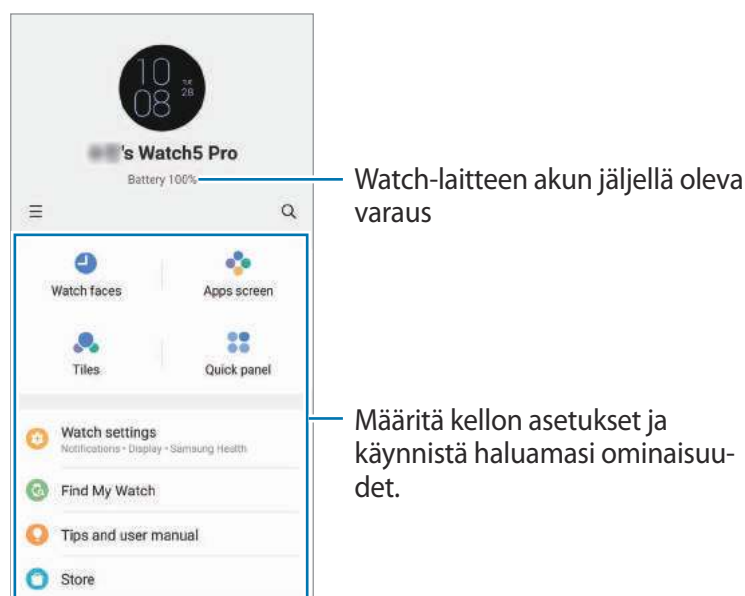 10
08
TUE
28
's Watch5 Pro
Battery 100%
Watch-laitteen akun jäljellä oleva
varaus
Watch faces
Apps screen
Tiles
Quick panel
Watch settings
Notifications • Display • Samsung Health
Määritä kellon asetukset ja
käynnistä haluamasi ominaisuu-
det.
Find My Watch
Tips and user manual
Store